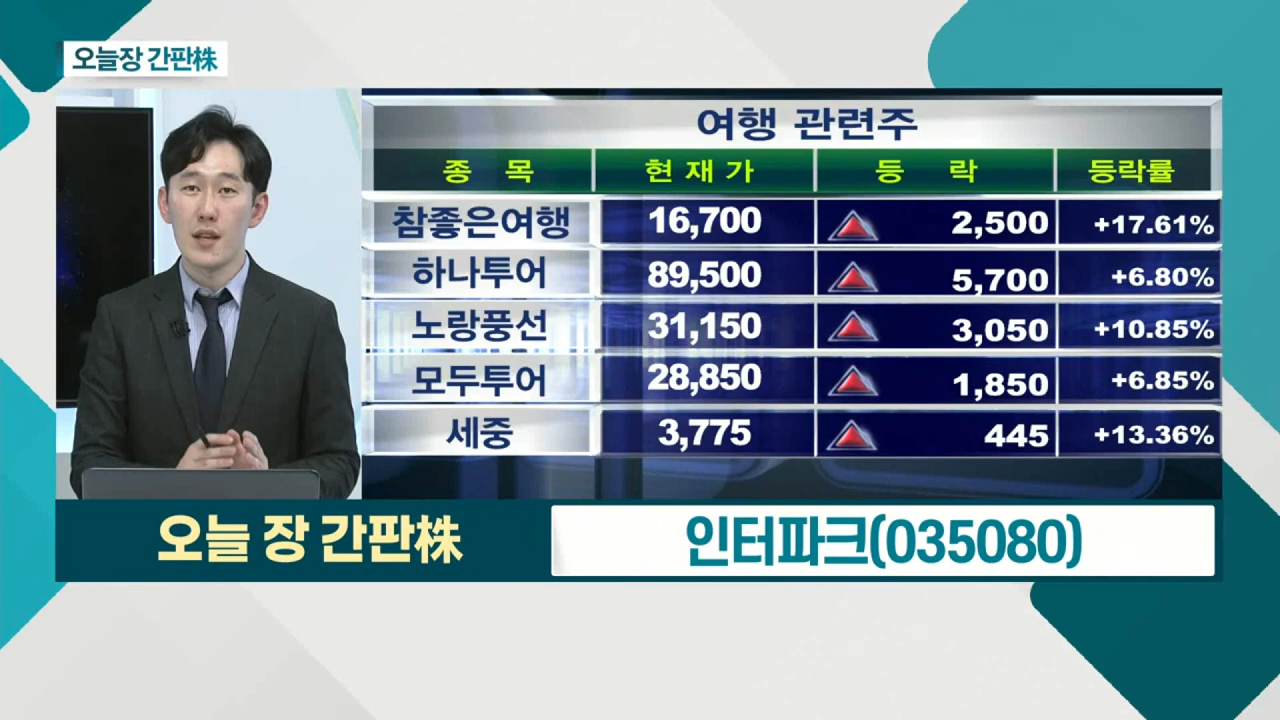 오늘장 간판株
여행 관련주
종 목 현재가 등 락 등락률
참좋은여행 16,700 2,500 +17.61%
하나투어 89,500 5,700 +6.80%
노랑풍선 31,150 3,050 +10.85%
모두투어 28,850 1,850 +6.85%
세중 3,775 445 +13.36%
오늘 장 간판株 인터파크(035080)